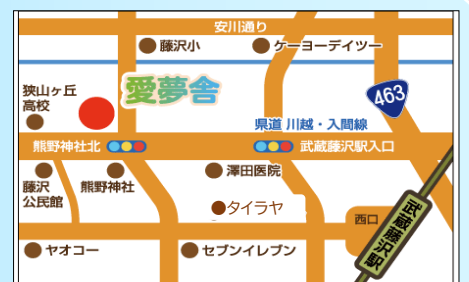 安川通り
藤沢小
ケーヨーデイツー
狭山ヶ丘
高校
愛夢舎
463
県道 川越・入間線
熊野神社北
武蔵藤沢駅入口
藤沢
公民館
熊野神社
澤田医院
タイラヤ
西口
武蔵藤沢駅
ヤオコー
セブンイレブン